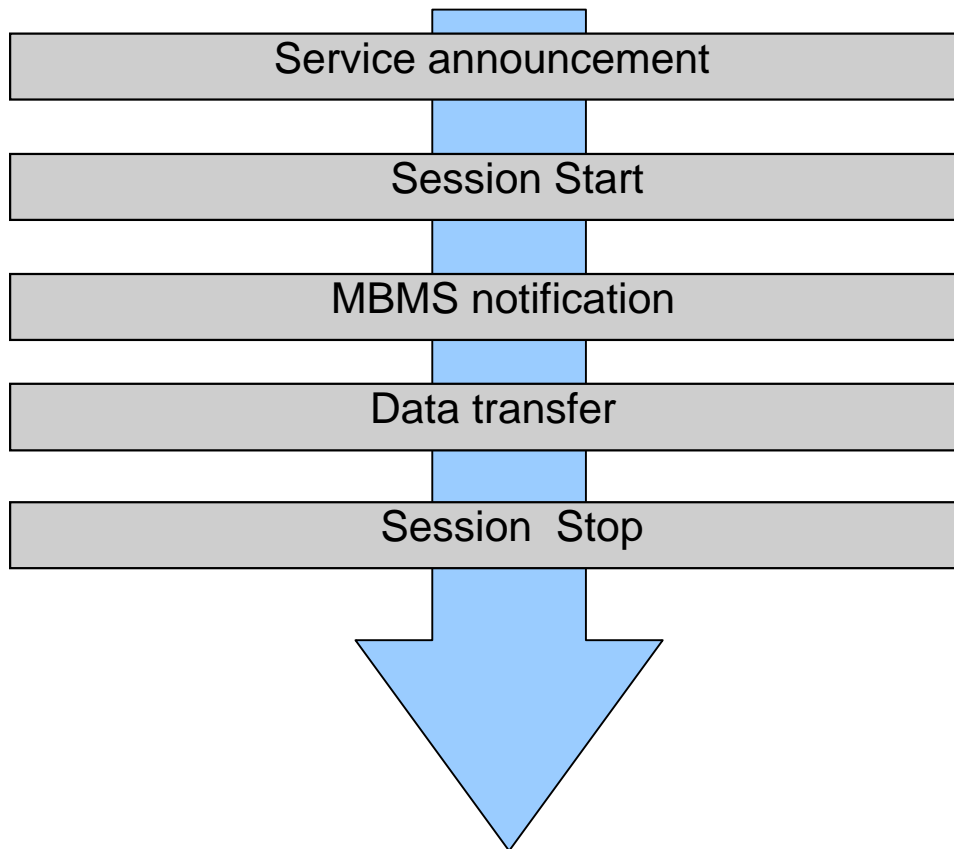 Service announcement
Session Start
MBMS notification
Data transfer
Session  Stop